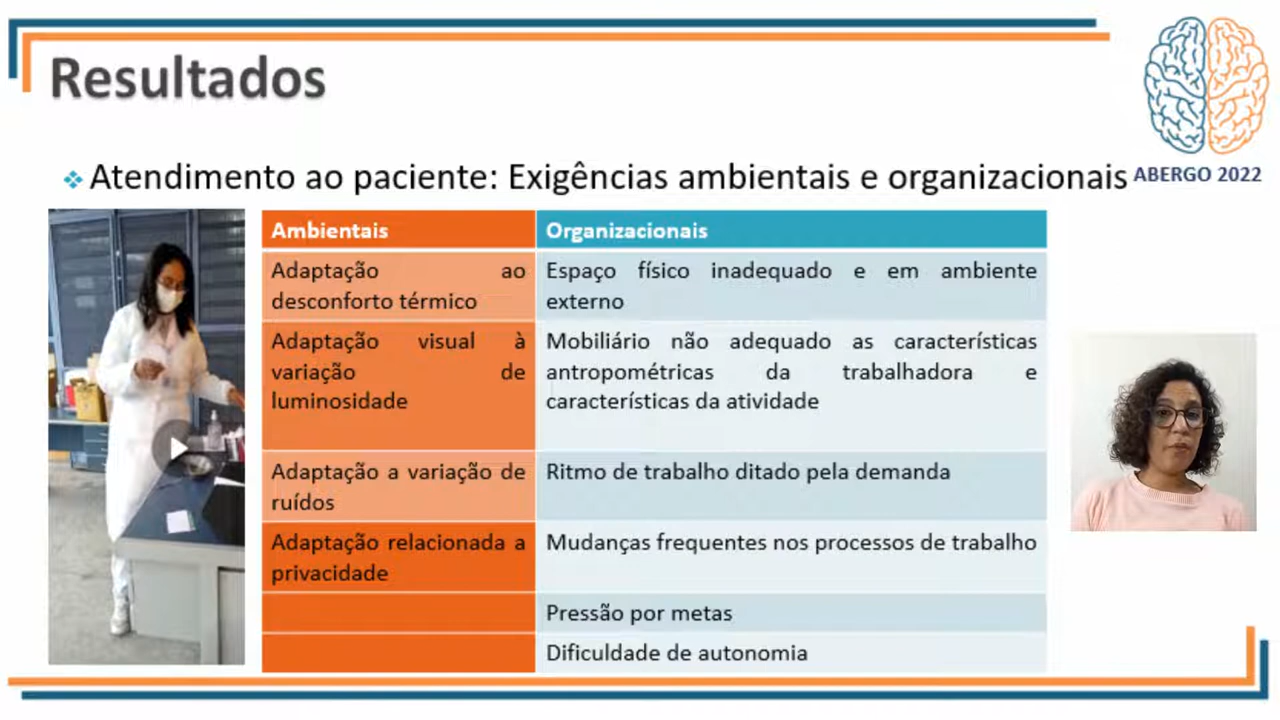 Resultados
❖ Atendimento ao paciente: Exigências ambientais e organizacionais
ABERGO 2022
Ambientais
Organizacionais
Adaptação ao
desconforto térmico
Espaço físico inadequado e em ambiente
externo
Adaptação visual à
variação de
luminosidade
Mobiliário não adequado as características
antropométricas da trabalhadora e
características da atividade
Adaptação a variação de
ruídos
Ritmo de trabalho ditado pela demanda
Adaptação relacionada a
privacidade
Mudanças frequentes nos processos de trabalho
Pressão por metas
Dificuldade de autonomia